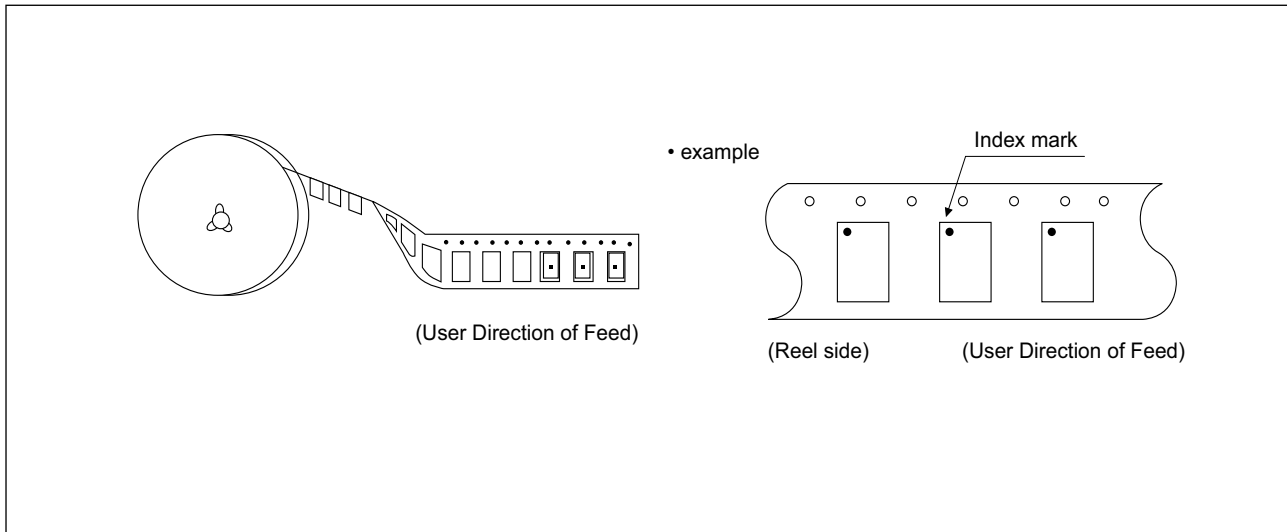 (User Direction of Feed)
• example
Index mark
(Reel side)
(User Direction of Feed)